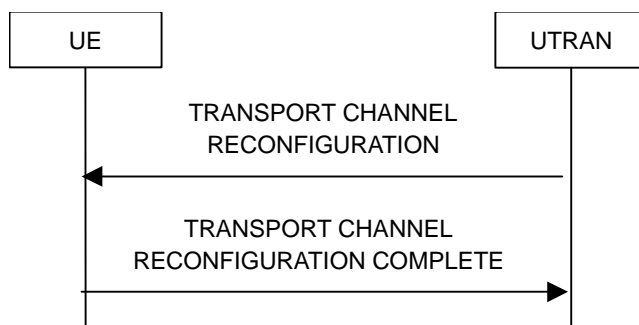 UE
UTRAN
TRANSPORT CHANNEL
RECONFIGURATION
TRANSPORT CHANNEL
RECONFIGURATION COMPLETE